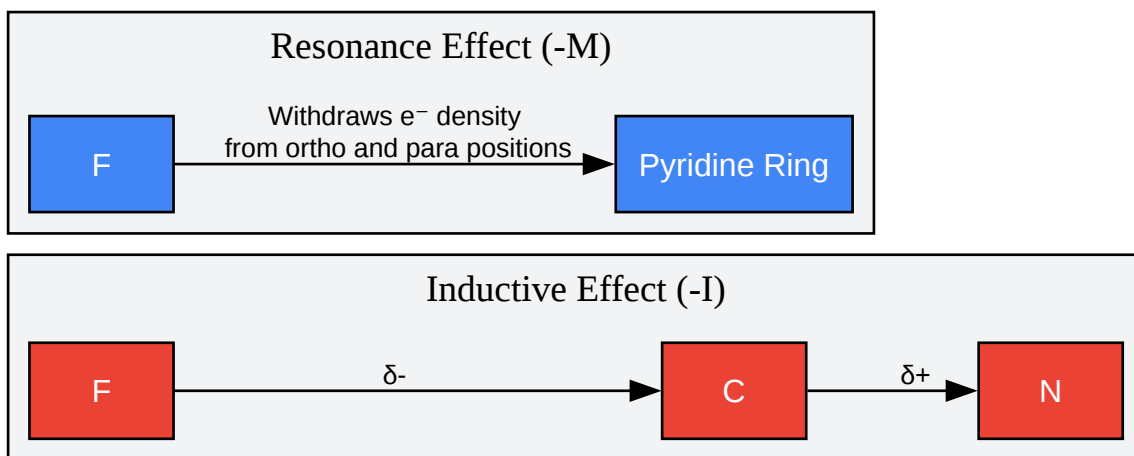 Resonance Effect (-M)
Withdraws e⁻ density
from ortho and para positions
F
Pyridine Ring
Inductive Effect (-I)
F
δ-
C
δ+
N